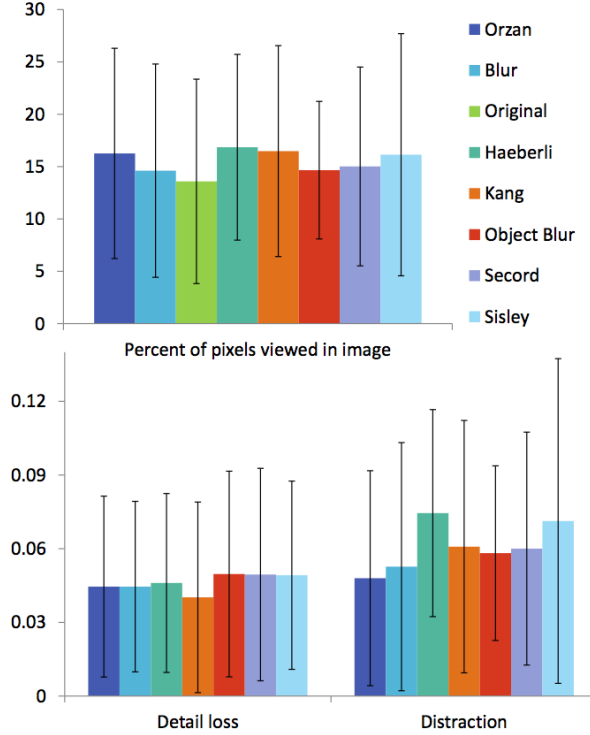 30
25
20
15
10
5
0
Orzan
Blur
Original
Haeberli
Kang
Object Blur
Secord
Sisley
Percent of pixels viewed in image
0.12
0.09
0.06
0.03
0
Detail loss
Distraction